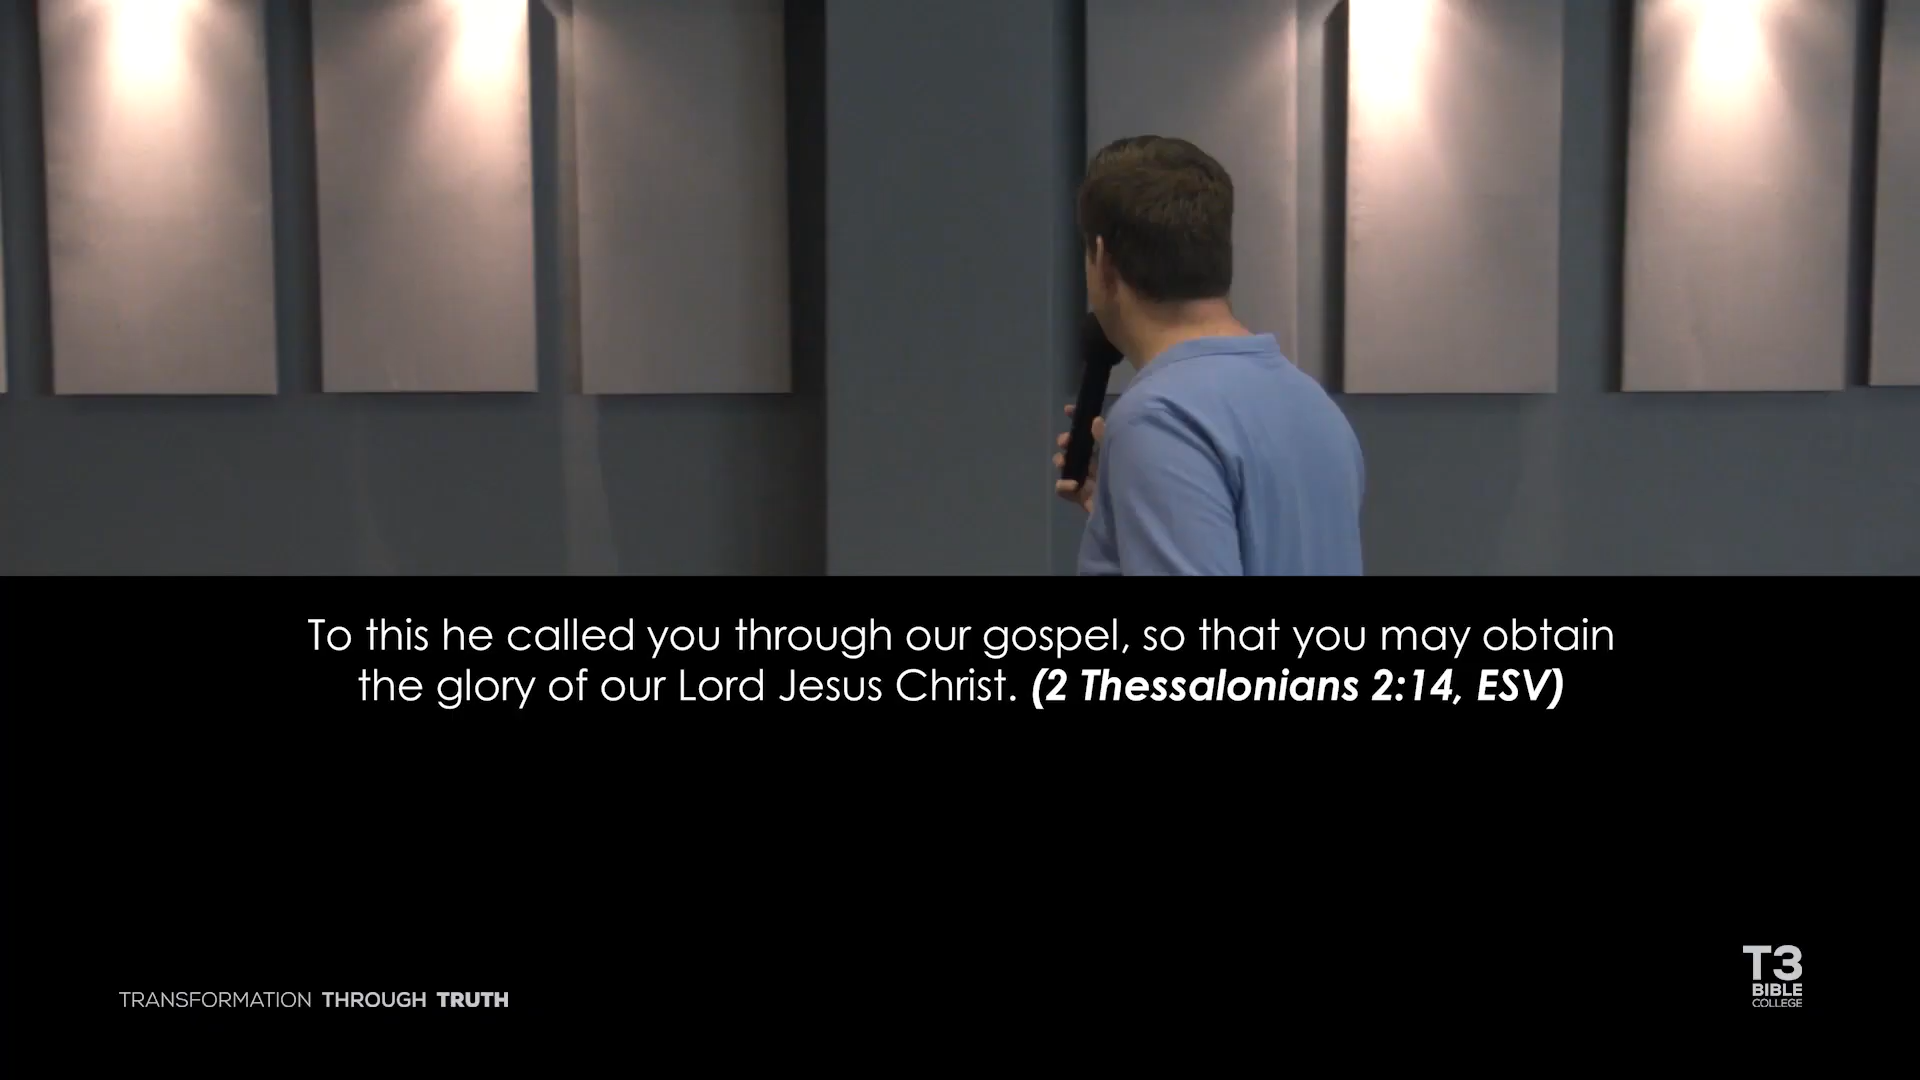 To this he called you through our gospel, so that you may obtain
the glory of our Lord Jesus Christ. (2 Thessalonians 2:14, ESV)
TRANSFORMATION THROUGH TRUTH
T3
BIBLE
COLLEGE